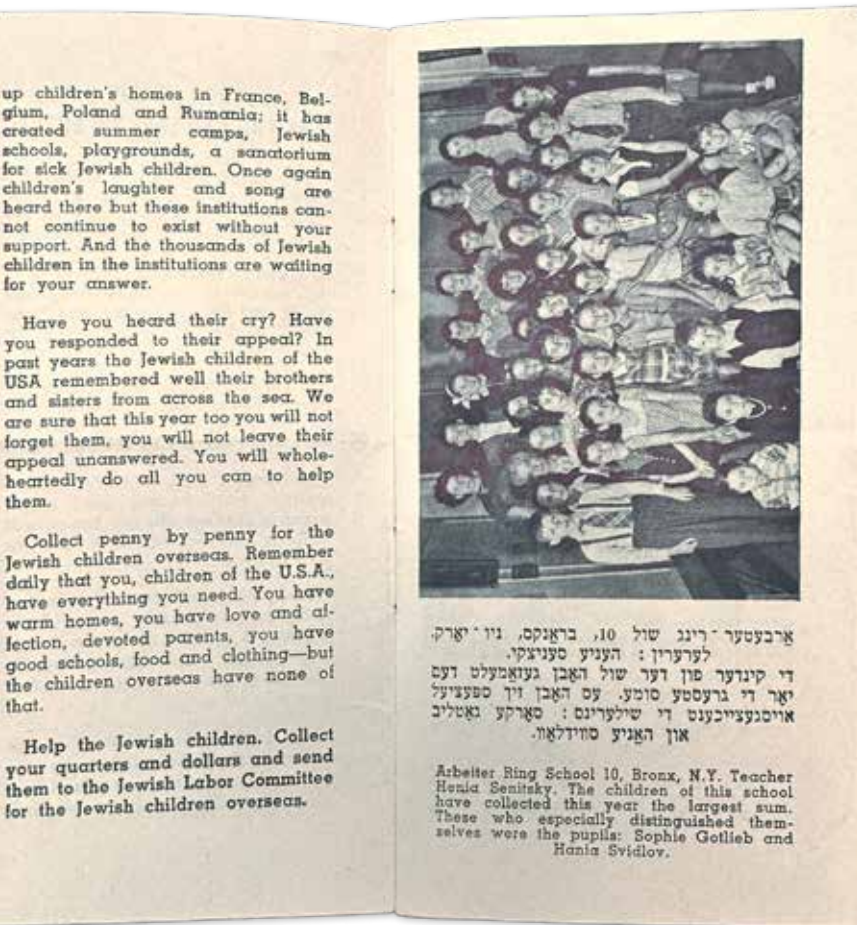 up children's homes in France, Bel-
gium, Poland and Rumania; it has
created summer camps, Jewish
schools, playgrounds, a sanatorium
for sick Jewish children. Once again
children's laughter and song are
heard there but these institutions can-
not continue to exist without your
support. And the thousands of Jewish
children in the institutions are waiting
for your answer.
Have you heard their cry? Have
you responded to their appeal? In
past years the Jewish children of the
USA remembered well their brothers
and sisters from across the sea. We
are sure that this year too you will not
forget them, you will not leave their
appeal unanswered. You will whole-
heartedly do all you can to help
them.
Collect penny by penny for the
Jewish children overseas. Remember
daily that you, children of the U.S.A.,
have everything you need. You have
warm homes, you have love and af-
fection, devoted parents, you have
good schools, food and clothing—but
the children overseas have none of
that.
Help the Jewish children. Collect
your quarters and dollars and send
them to the Jewish Labor Committee
for the Jewish children overseas.
ארבעטער־רינג שול 10, בראָנקס, ניו־יאָרק.
לערערין: העניע סעניצקי.
די קינדער פון דער שול האָבן געזאַמלט דעם
יאָר די גרעסטע סומע. עס האָבן זיך ספּעציעל
אויסגעצייכנט די שילערינס: סאָרקע גאָטליב
און האַניע סווידלאָוו.
Arbeiter Ring School 10, Bronx, N.Y. Teacher
Henia Senitsky. The children of this school
have collected this year the largest sum.
These who especially distinguished them-
selves were the pupils: Sophie Gotlieb and
Hania Svidlov.